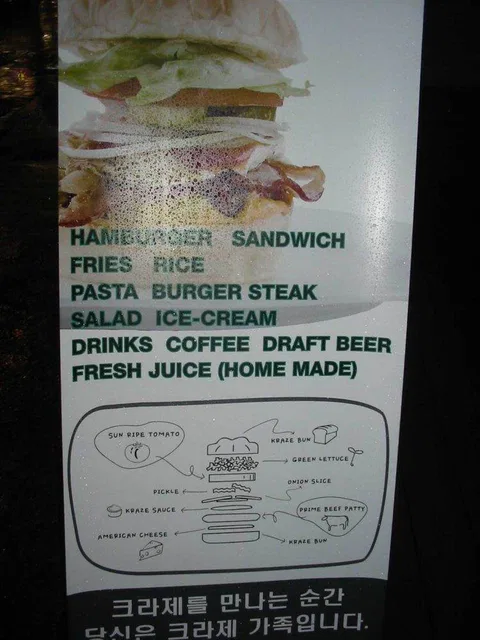 HAMBURGER SANDWICH
FRIES RICE
PASTA BURGER STEAK
SALAD ICE-CREAM
DRINKS COFFEE DRAFT BEER
FRESH JUICE (HOME MADE)
SUN RIPE TOMATO
KRAZE BUN
GREEN LETTUCE
ONION SLICE
PICKLE
KRAZE SAUCE
PRIME BEEF PATTY
AMERICAN CHEESE
KRAZE BUN
크라제를 만나는 순간
당신은 크라제 가족입니다.